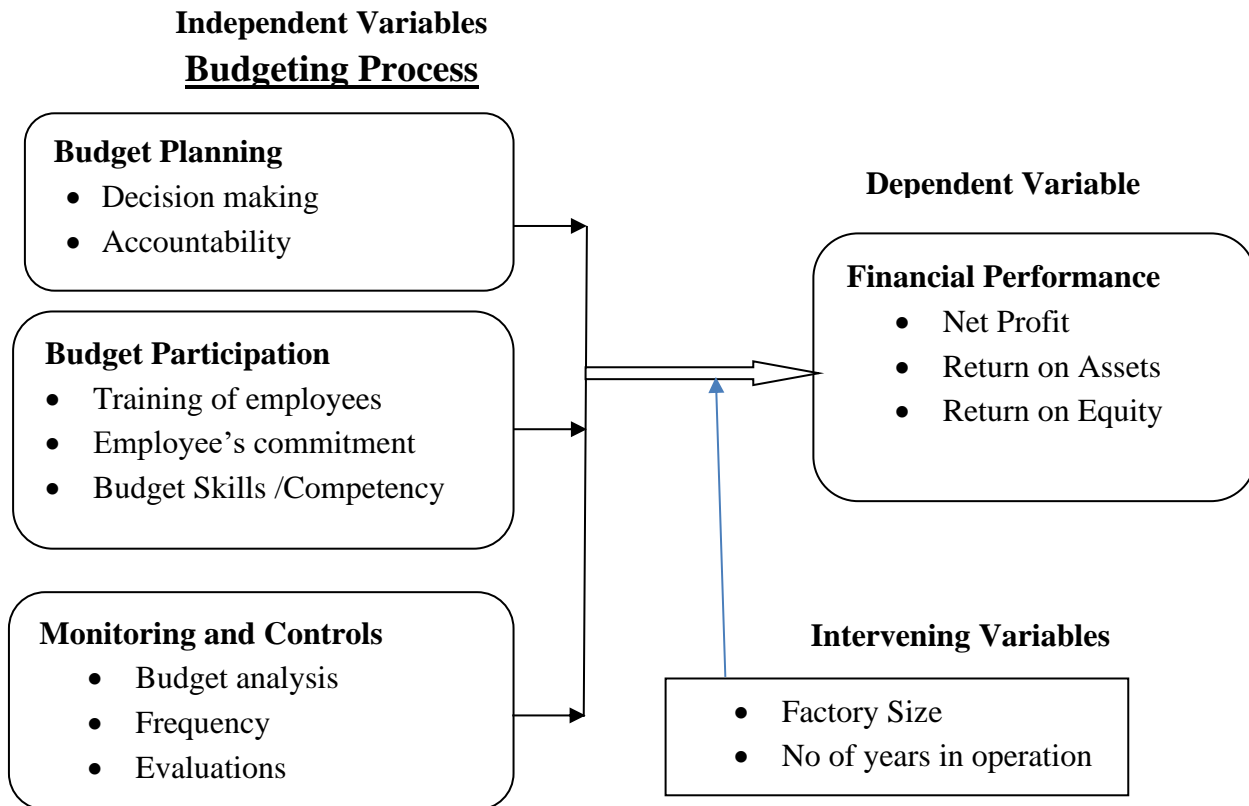 Independent Variables
Budgeting Process
Budget Planning
• Decision making
• Accountability
Budget Participation
• Training of employees
• Employee’s commitment
• Budget Skills /Competency
Monitoring and Controls
• Budget analysis
• Frequency
• Evaluations
Dependent Variable
Financial Performance
• Net Profit
• Return on Assets
• Return on Equity
Intervening Variables
• Factory Size
• No of years in operation